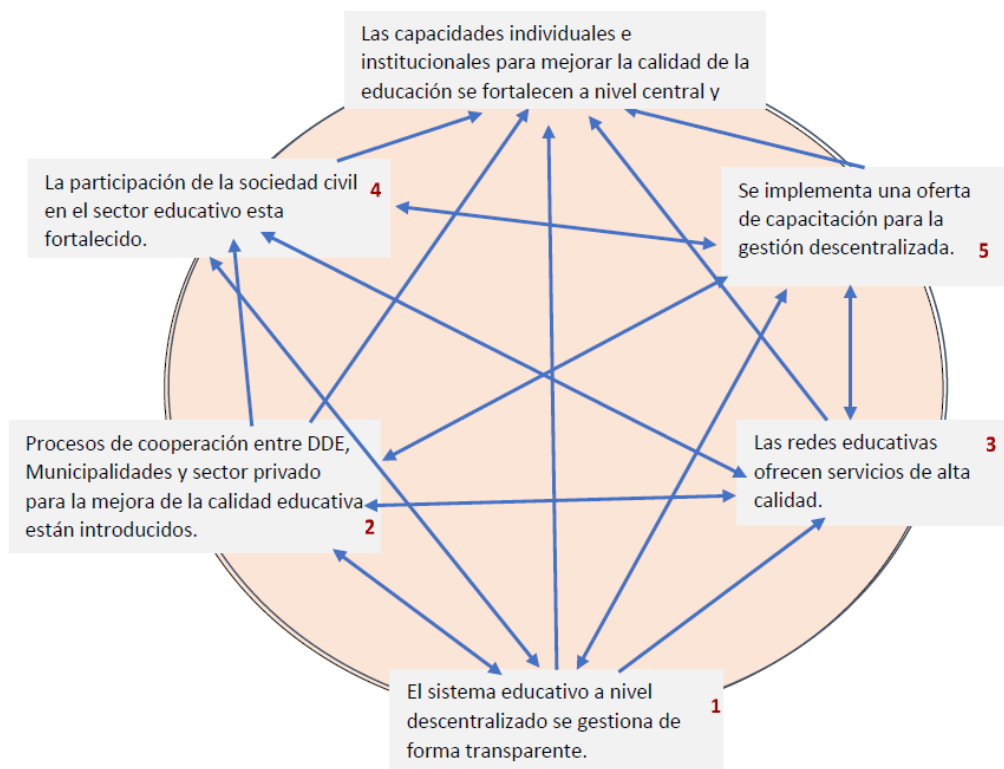 Las capacidades individuales e
institucionales para mejorar la calidad de la
educación se fortalecen a nivel central y
La participación de la sociedad civil
en el sector educativo esta
fortalecido.
4
Se implementa una oferta
de capacitación para la
gestión descentralizada.
5
Procesos de cooperación entre DDE,
Municipalidades y sector privado
para la mejora de la calidad educativa
están introducidos.
2
Las redes educativas
ofrecen servicios de alta
calidad.
3
El sistema educativo a nivel
descentralizado se gestiona de
forma transparente.
1